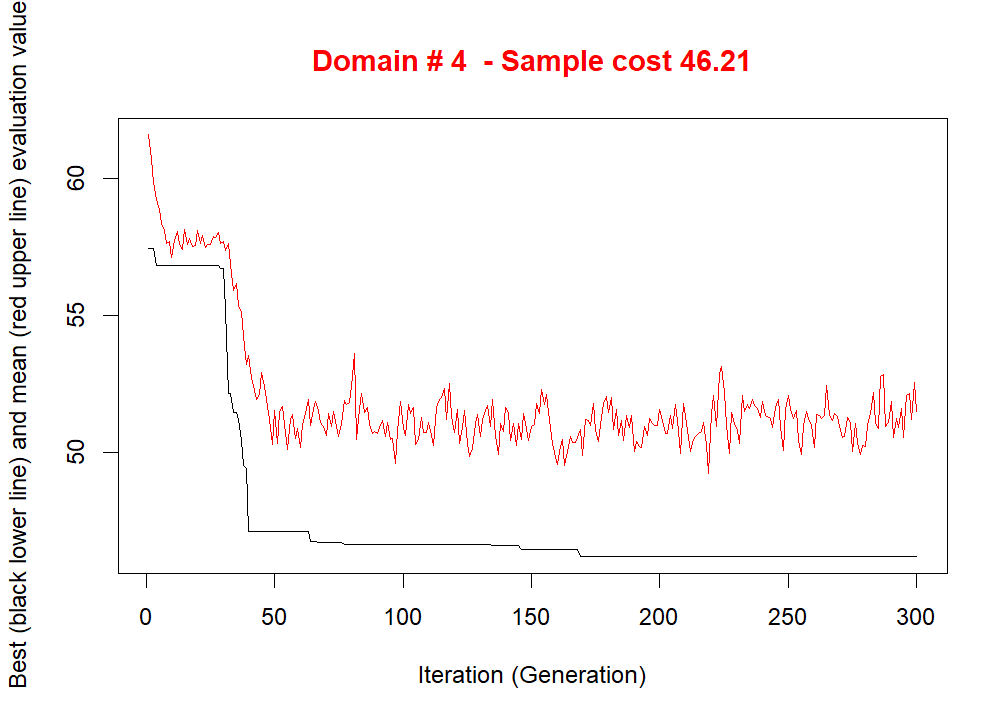 Domain # 4  - Sample cost 46.21
Best (black lower line) and mean (red upper line) evaluation value
60
55
50
0 50 100 150 200 250 300
Iteration (Generation)